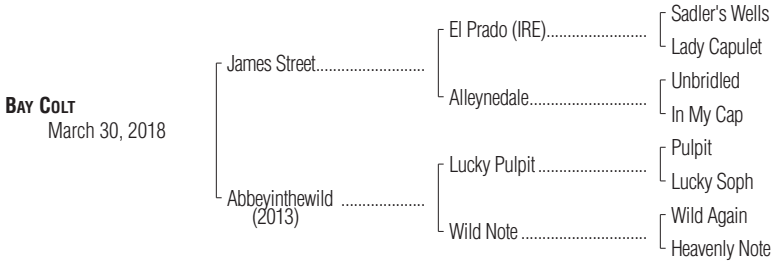 Sadler's Wells
El Prado (IRE)........................
Lady Capulet
James Street..........................
Unbridled
Alleynedale............................
In My Cap
BAY COLT
March 30, 2018
Pulpit
Lucky Pulpit..........................
Lucky Soph
Abbeyinthewild ....................
(2013)
Wild Again
Wild Note ..............................
Heavenly Note